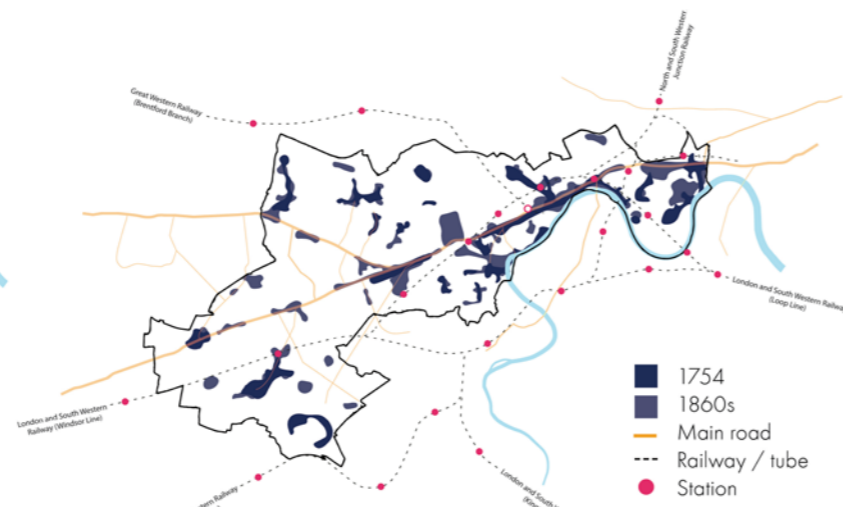 Great Western Railway
(Brentford Branch)
North and South Western
Junction Railway
London and South Western Railway
(Loop Line)
London and South Western
Railway (Windsor Line)
1754
1860s
Main road
Railway / tube
Station